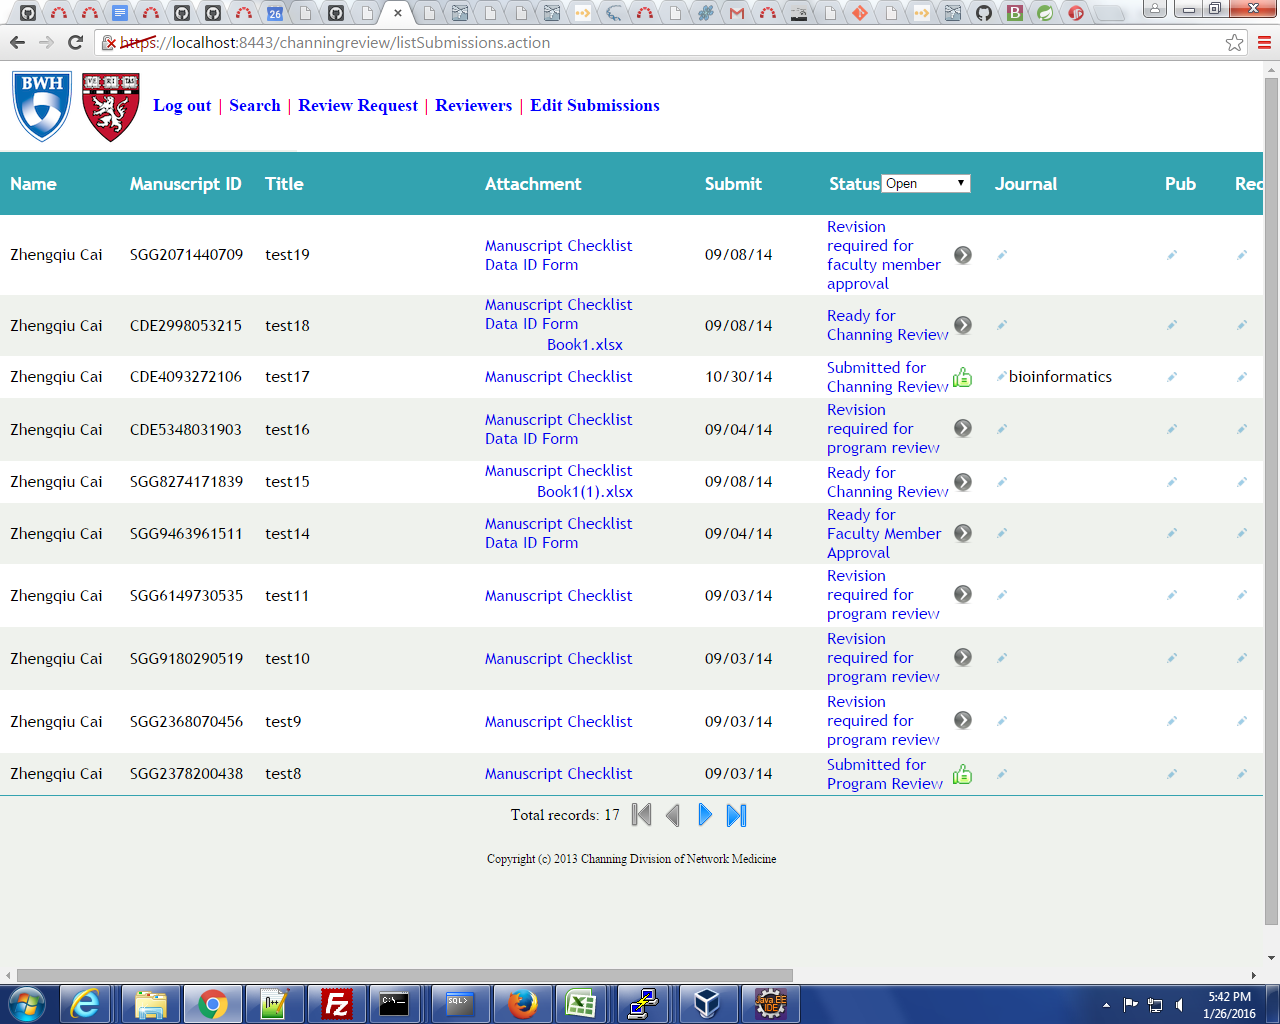 26
https://localhost:8443/channingreview/listSubmissions.action
BWH
Log out | Search | Review Request | Reviewers | Edit Submissions
Name Manuscript ID Title Attachment Submit Status Open Journal Pub Rec
Zhengqiu Cai SGG2071440709 test19 Manuscript Checklist Data ID Form 09/08/14 Revision required for faculty member approval
Zhengqiu Cai CDE2998053215 test18 Manuscript Checklist Data ID Form Book1.xlsx 09/08/14 Ready for Channing Review
Zhengqiu Cai CDE4093272106 test17 Manuscript Checklist 10/30/14 Submitted for Channing Review bioinformatics
Zhengqiu Cai CDE5348031903 test16 Manuscript Checklist Data ID Form 09/04/14 Revision required for program review
Zhengqiu Cai SGG8274171839 test15 Manuscript Checklist Book1(1).xlsx 09/08/14 Ready for Channing Review
Zhengqiu Cai SGG9463961511 test14 Manuscript Checklist Data ID Form 09/04/14 Ready for Faculty Member Approval
Zhengqiu Cai SGG6149730535 test11 Manuscript Checklist 09/03/14 Revision required for program review
Zhengqiu Cai SGG9180290519 test10 Manuscript Checklist 09/03/14 Revision required for program review
Zhengqiu Cai SGG2368070456 test9 Manuscript Checklist 09/03/14 Revision required for program review
Zhengqiu Cai SGG2378200438 test8 Manuscript Checklist 09/03/14 Submitted for Program Review
Total records: 17
Copyright (c) 2013 Channing Division of Network Medicine
5:42 PM
1/26/2016